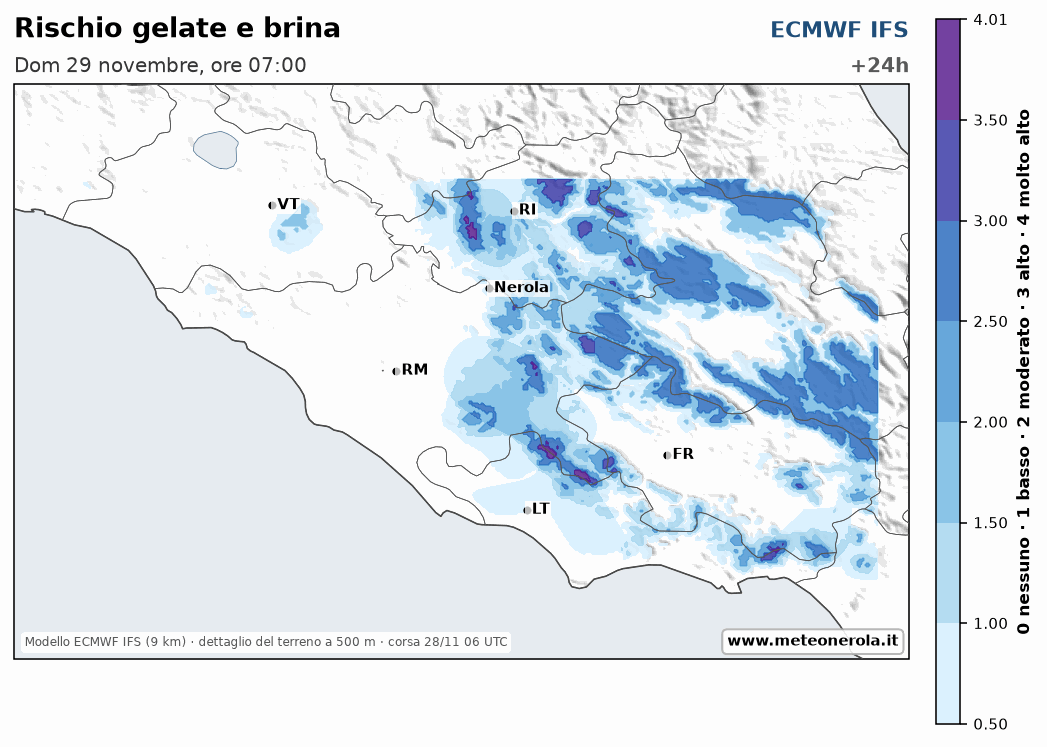 Rischio gelate e brina
ECMWF IFS
Dom 29 novembre, ore 07:00
+24h
VT
RI
Nerola
RM
FR
LT
Modello ECMWF IFS (9 km) · dettaglio del terreno a 500 m · corsa 28/11 06 UTC
www.meteonerola.it
4.01
3.50
3.00
2.50
2.00
1.50
1.00
0.50
0 nessuno · 1 basso · 2 moderato · 3 alto · 4 molto alto